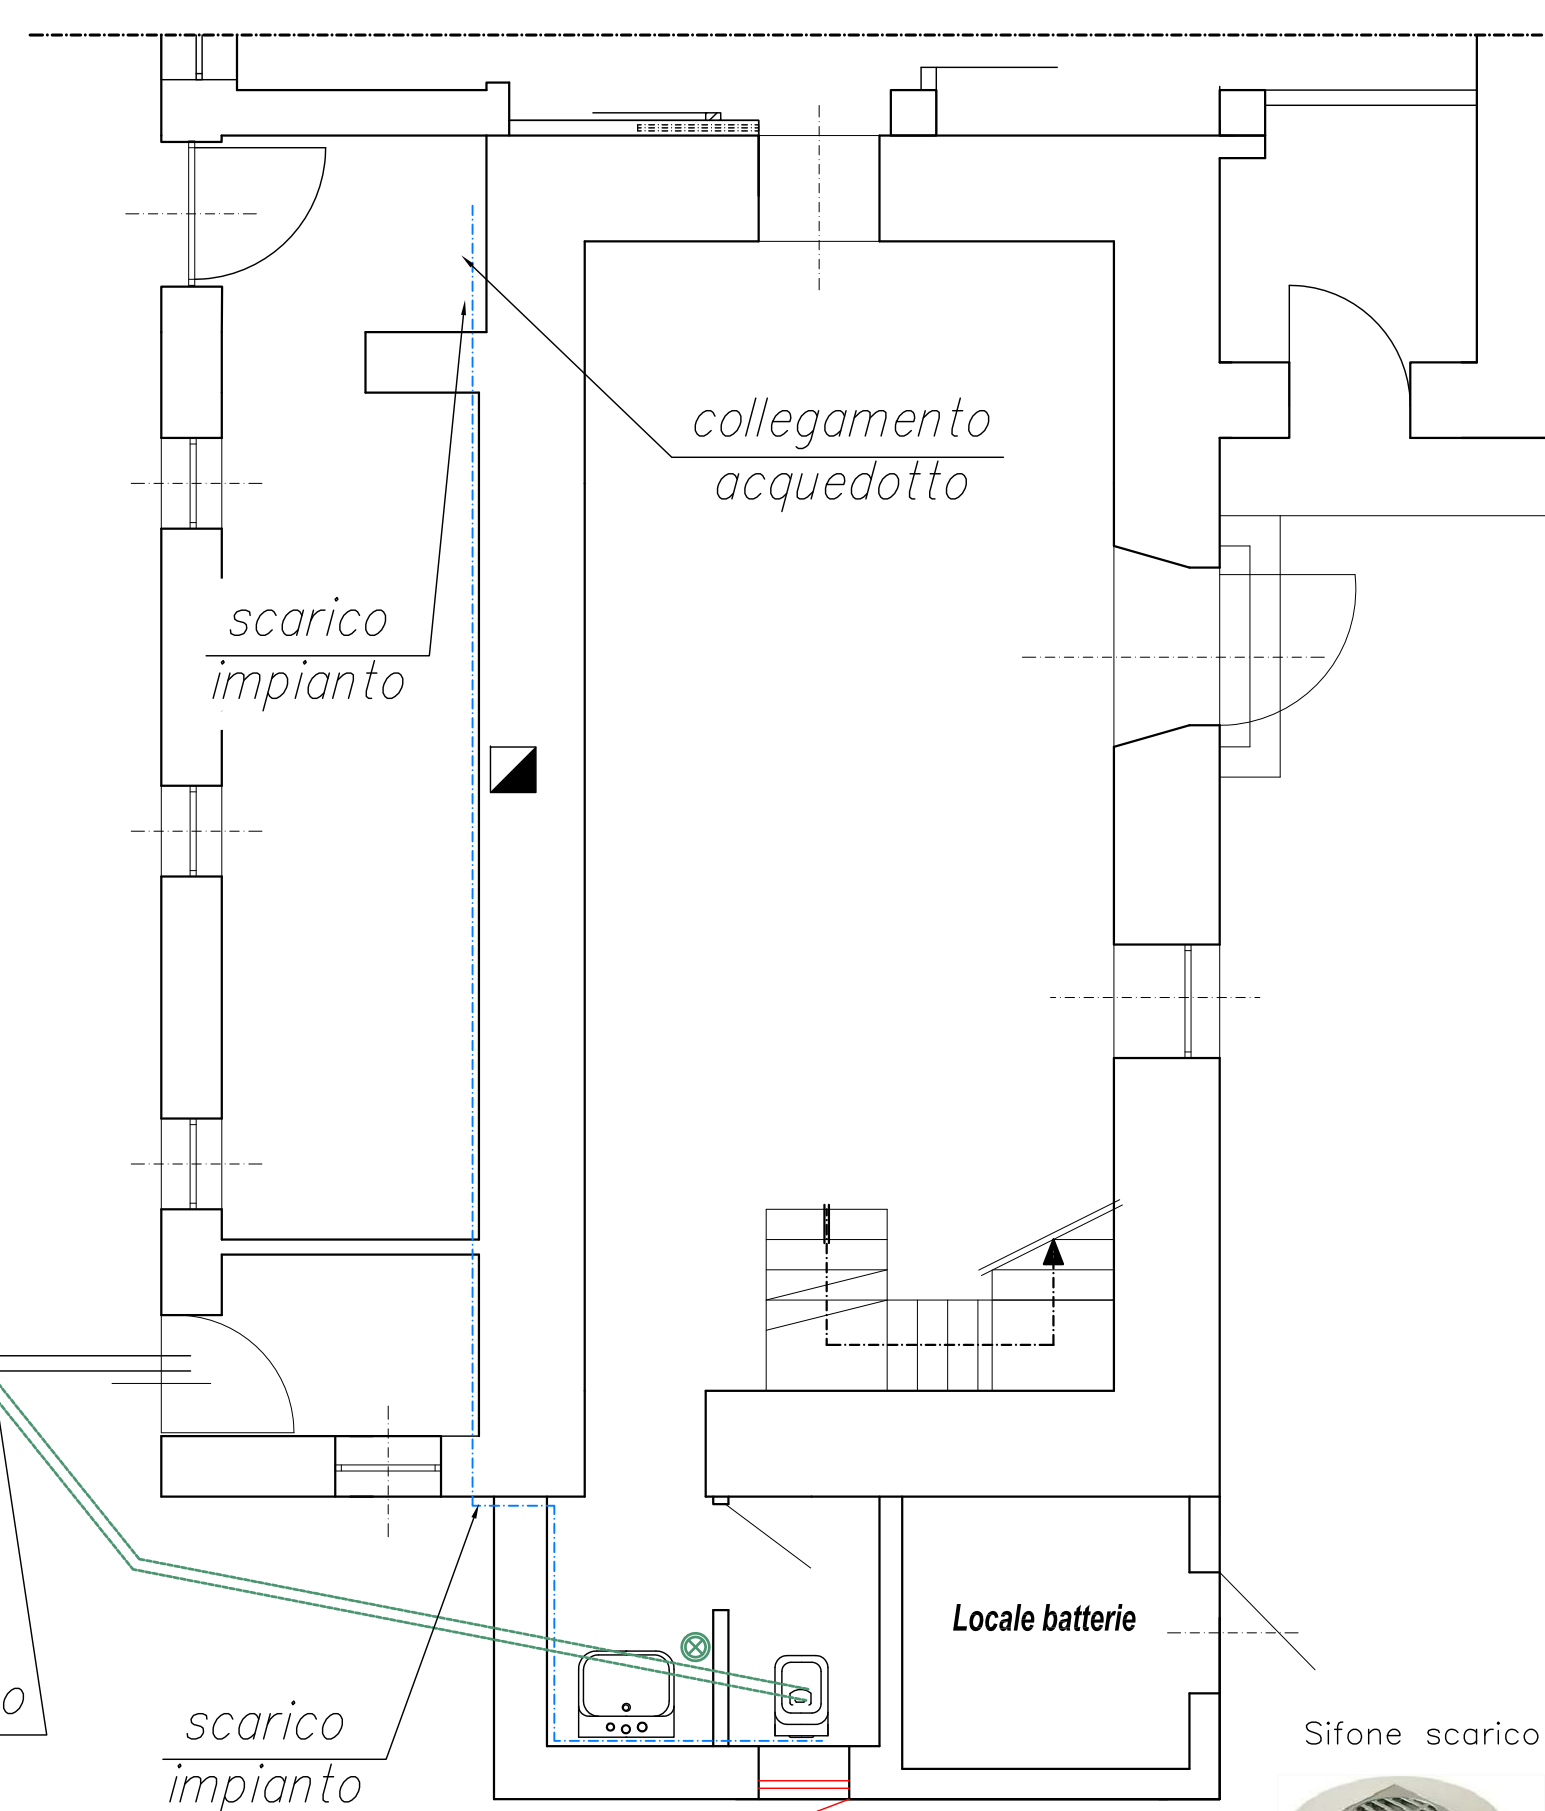 collegamento
acquedotto
scarico
impianto
Locale batterie
o
scarico
impianto
Sifone scarico